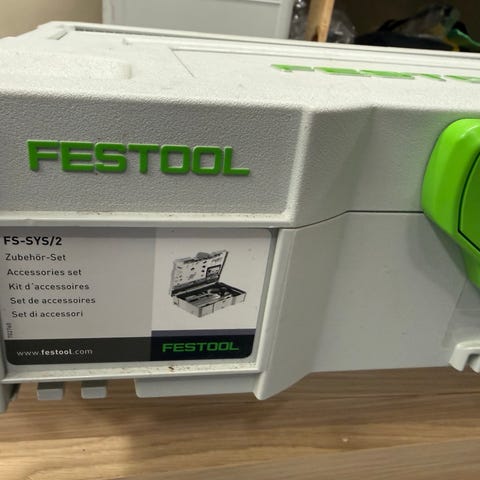 FESTOOL
FESTOOL
FS-SYS/2
Zubehör-Set
Accessories set
Kit d'accessoires
Set de accesoires
Set di accessori
www.festool.com
FESTOOL